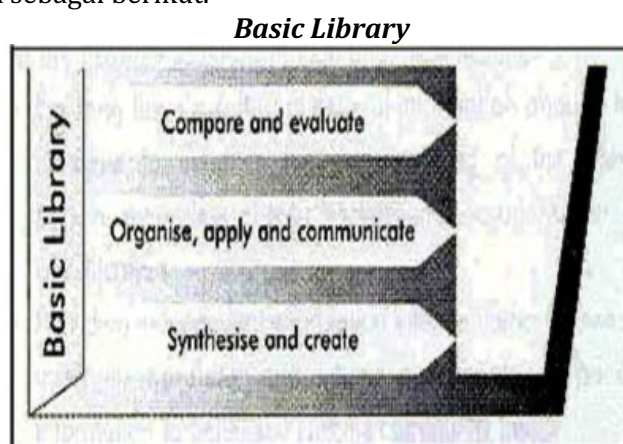 sebagai berikut.
Basic Library
Basic Library
Compare and evaluate
Organise, apply and communicate
Synthesise and create